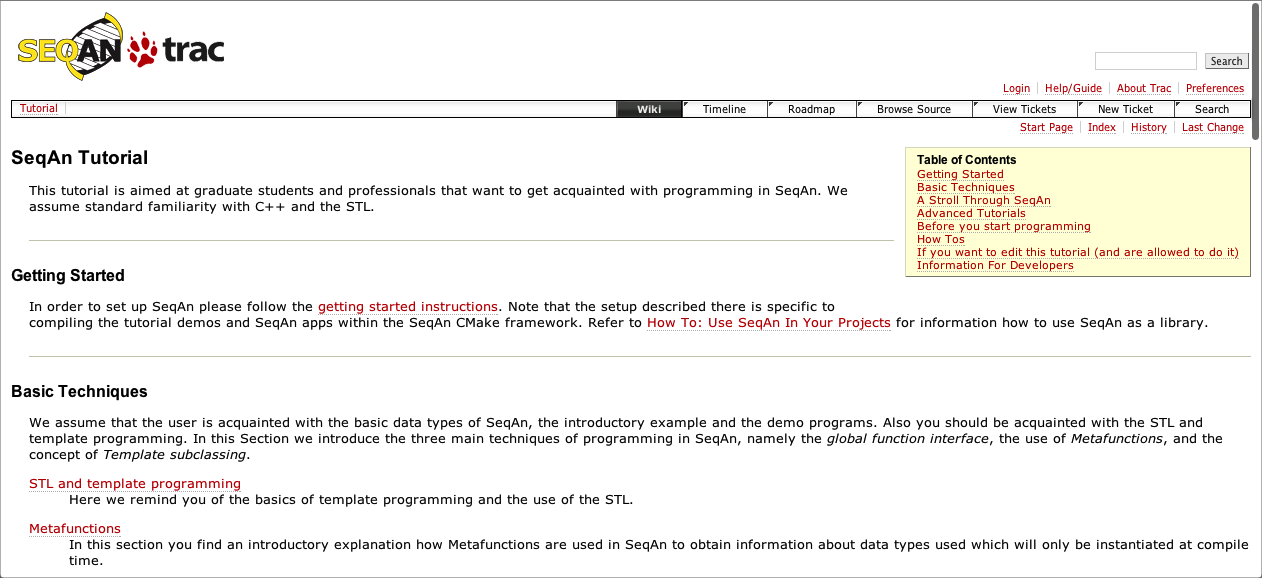 SEQAN trac
Search
Login Help/Guide About Trac Preferences
Tutorial Wiki Timeline Roadmap Browse Source View Tickets New Ticket Search
Start Page Index History Last Change
SeqAn Tutorial
This tutorial is aimed at graduate students and professionals that want to get acquainted with programming in SeqAn. We
assume standard familiarity with C++ and the STL.
Table of Contents
Getting Started
Basic Techniques
A Stroll Through SeqAn
Advanced Tutorials
Before you start programming
How Tos
If you want to edit this tutorial (and are allowed to do it)
Information For Developers
Getting Started
In order to set up SeqAn please follow the getting started instructions. Note that the setup described there is specific to
compiling the tutorial demos and SeqAn apps within the SeqAn CMake framework. Refer to How To: Use SeqAn In Your Projects for information how to use SeqAn as a library.
Basic Techniques
We assume that the user is acquainted with the basic data types of SeqAn, the introductory example and the demo programs. Also you should be acquainted with the STL and
template programming. In this Section we introduce the three main techniques of programming in SeqAn, namely the global function interface, the use of Metafunctions, and the
concept of Template subclassing.
STL and template programming
Here we remind you of the basics of template programming and the use of the STL.
Metafunctions
In this section you find an introductory explanation how Metafunctions are used in SeqAn to obtain information about data types used which will only be instantiated at compile
time.